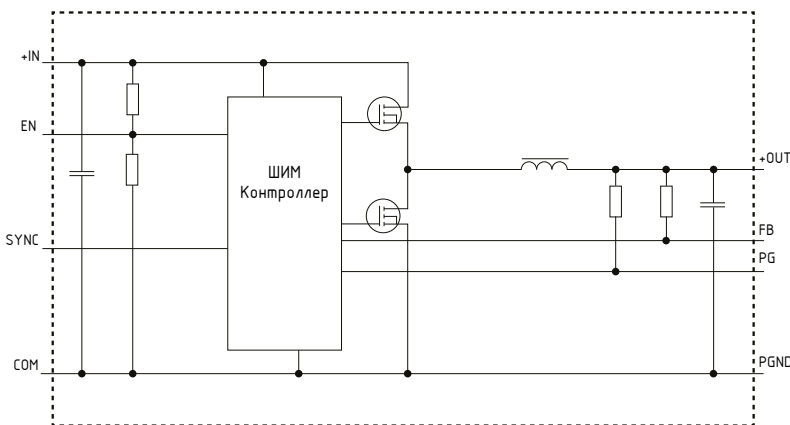 +IN
EN
ШИМ
Контроллер
+OUT
SYNC
FB
PG
COM
PGND